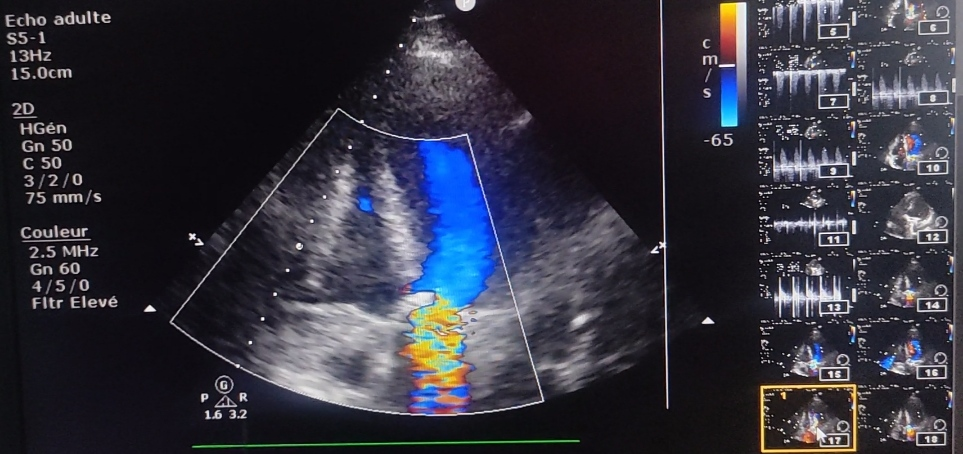 Echo adulte
S5-1
13Hz
15.0cm
2D
HGén
Gn 50
C 50
3/2/0
75 mm/s
Couleur
2.5 MHz
Gn 60
4/5/0
Fltr Elevé
P
G
P R
1.6 3.2
c
m
/
s
-65
5
6
7
8
9
10
11
12
13
14
15
16
1
17
18